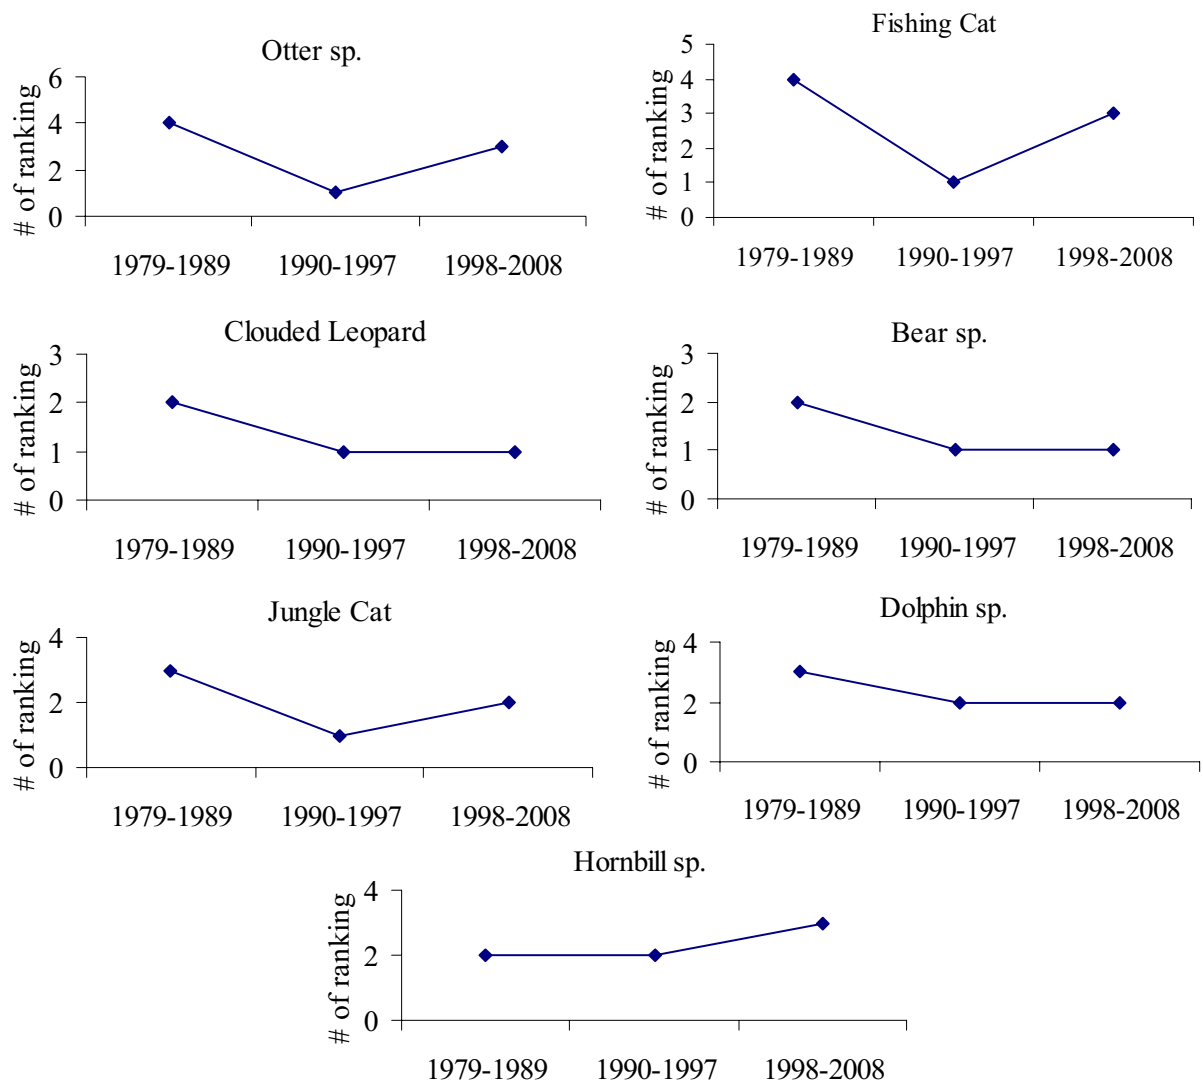 Otter sp.
# of ranking
6
4
2
0
1979-1989 1990-1997 1998-2008
Fishing Cat
# of ranking
5
4
3
2
1
0
1979-1989 1990-1997 1998-2008
Clouded Leopard
# of ranking
3
2
1
0
1979-1989 1990-1997 1998-2008
Bear sp.
# of ranking
3
2
1
0
1979-1989 1990-1997 1998-2008
Jungle Cat
# of ranking
4
2
0
1979-1989 1990-1997 1998-2008
Dolphin sp.
# of ranking
4
2
0
1979-1989 1990-1997 1998-2008
Hornbill sp.
# of ranking
4
2
0
1979-1989 1990-1997 1998-2008